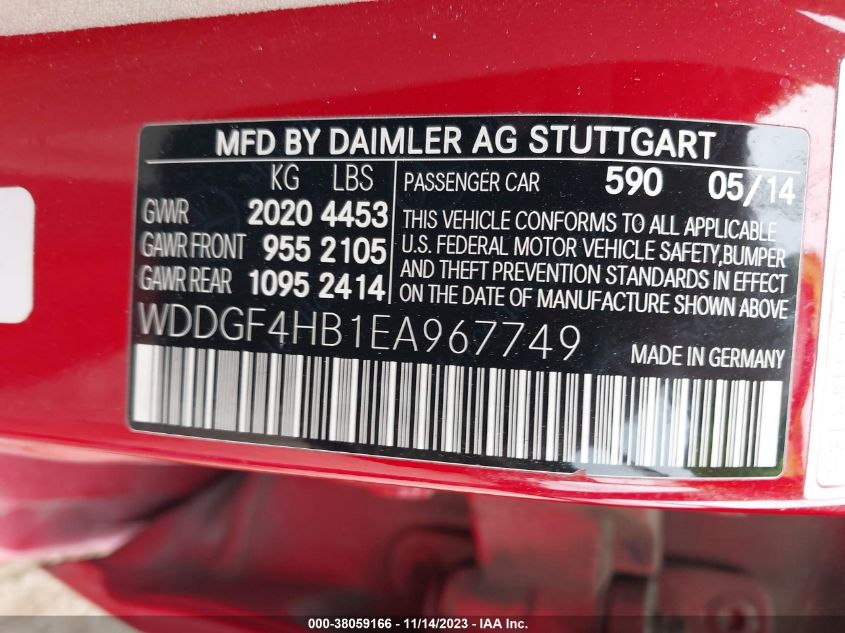 MFD BY DAIMLER AG STUTTGART
KG LBS
GVWR 2020 4453
GAWR FRONT 955 2105
GAWR REAR 1095 2414
PASSENGER CAR 590 05/14
THIS VEHICLE CONFORMS TO ALL APPLICABLE
U.S. FEDERAL MOTOR VEHICLE SAFETY,BUMPER
AND THEFT PREVENTION STANDARDS IN EFFECT
ON THE DATE OF MANUFACTURE SHOWN ABOVE
WDDGF4HB1EA967749
MADE IN GERMANY
000-38059166 - 11/14/2023 - IAA Inc.